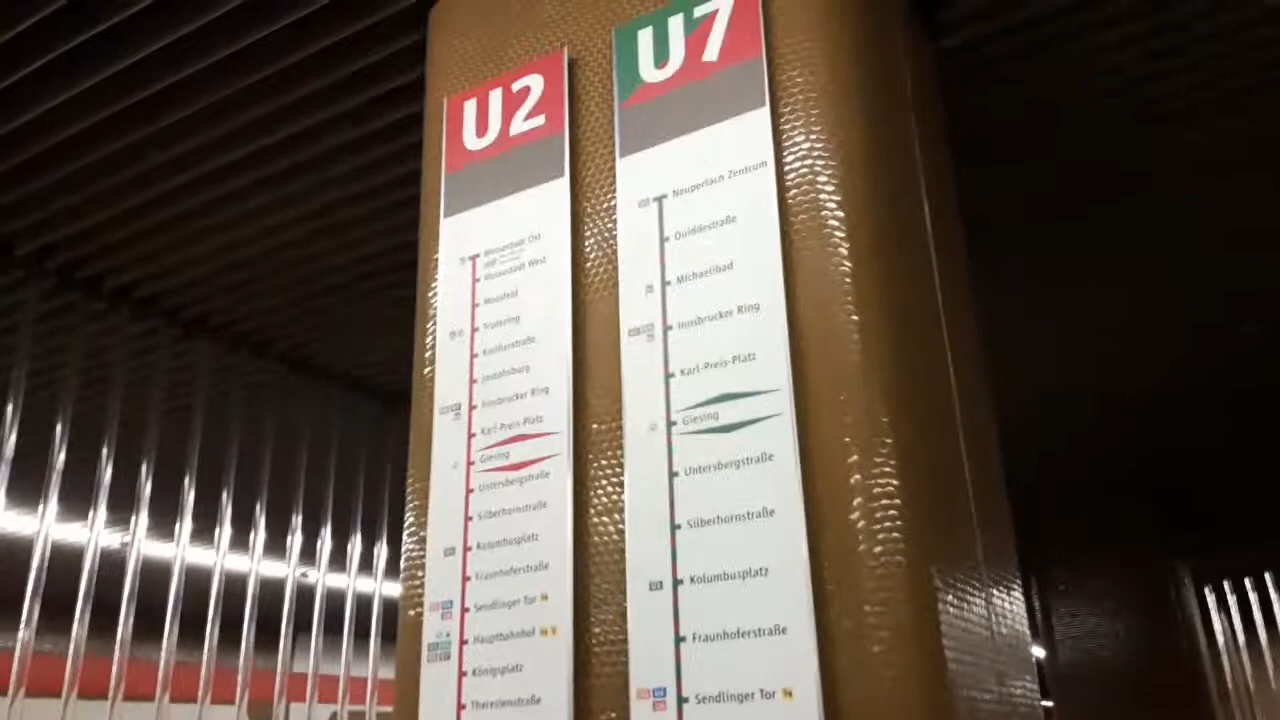 U2
Messestadt Ost
Messestadt West
Moosfeld
Trudering
Kreillerstraße
Josephsburg
Innsbrucker Ring
Karl-Preis-Platz
Giesing
Untersbergstraße
Silberhornstraße
Kolumbusplatz
Fraunhoferstraße
Sendlinger Tor
Hauptbahnhof
Königsplatz
Theresienstraße
U7
Neuperlach Zentrum
Quiddestraße
Michaelibad
Innsbrucker Ring
Karl-Preis-Platz
Giesing
Untersbergstraße
Silberhornstraße
U1 Kolumbusplatz
Fraunhoferstraße
Sendlinger Tor